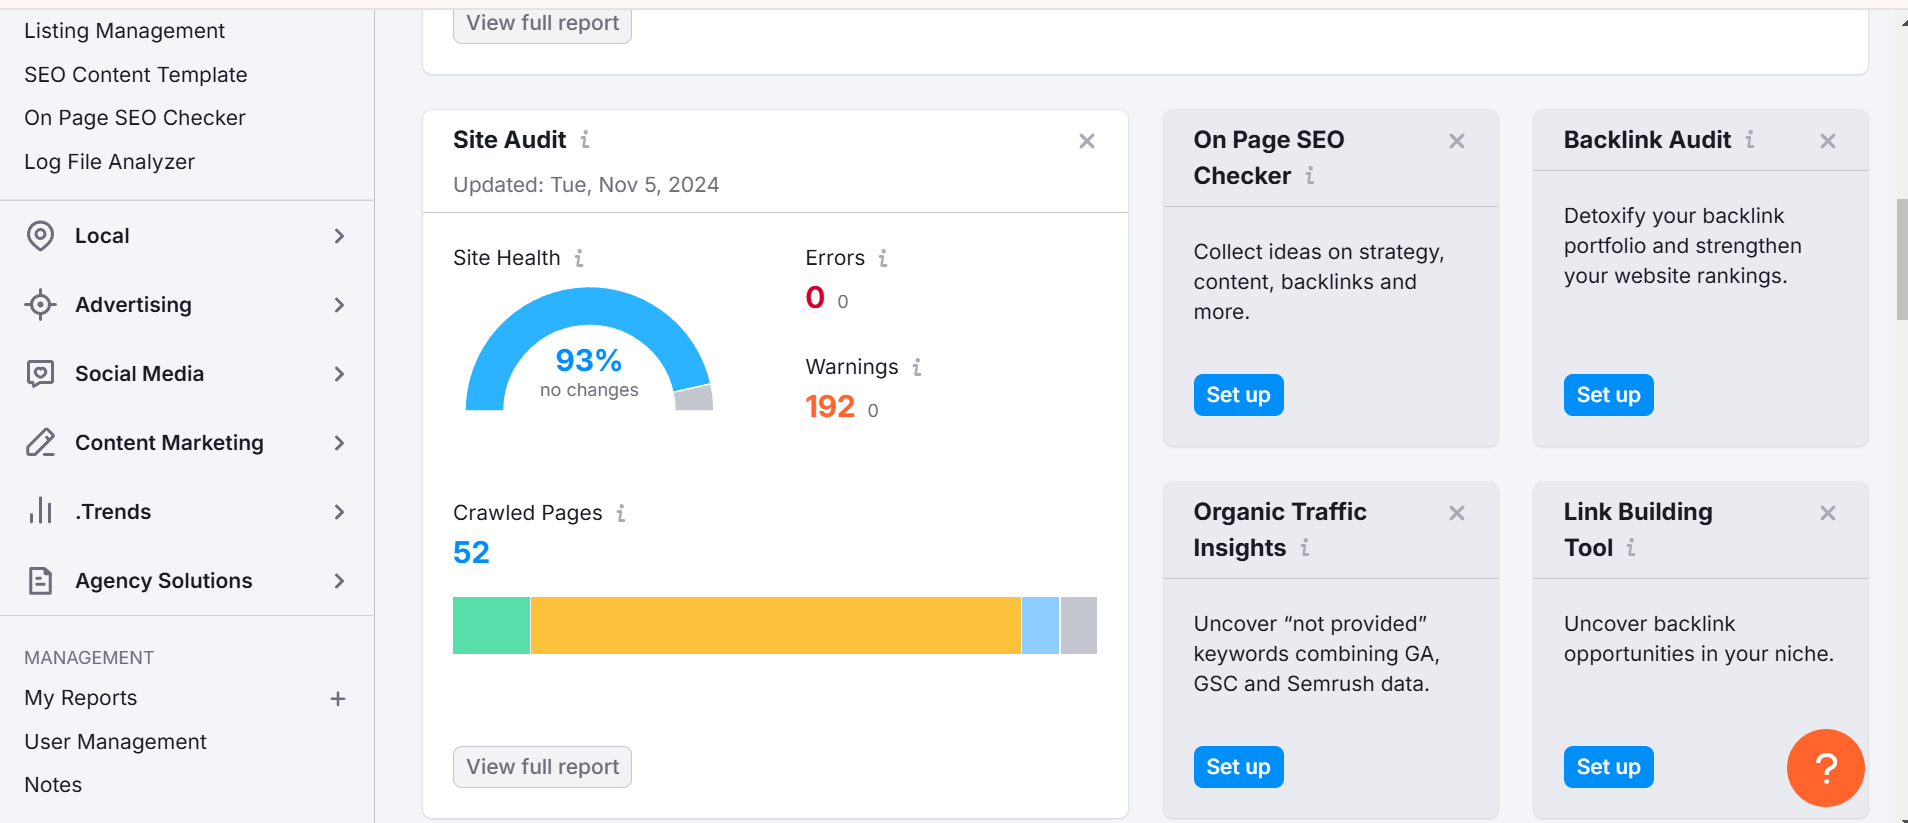 Listing Management
SEO Content Template
On Page SEO Checker
Log File Analyzer
Local
Advertising
Social Media
Content Marketing
.Trends
Agency Solutions
MANAGEMENT
My Reports +
User Management
Notes
View full report
Site Audit i
Updated: Tue, Nov 5, 2024
Site Health i
93%
no changes
Errors i
0 0
Warnings i
192 0
Crawled Pages i
52
View full report
On Page SEO
Checker i
Collect ideas on strategy,
content, backlinks and
more.
Set up
Backlink Audit i
Detoxify your backlink
portfolio and strengthen
your website rankings.
Set up
Organic Traffic
Insights i
Uncover “not provided”
keywords combining GA,
GSC and Semrush data.
Set up
Link Building
Tool i
Uncover backlink
opportunities in your niche.
Set up
?